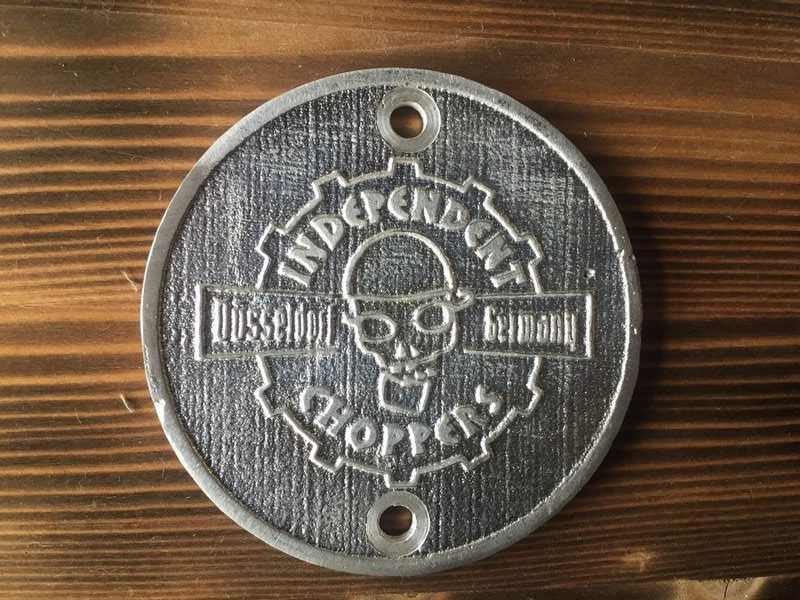 INDEPENDENT
Düsseldorf Germany
CHOPPERS